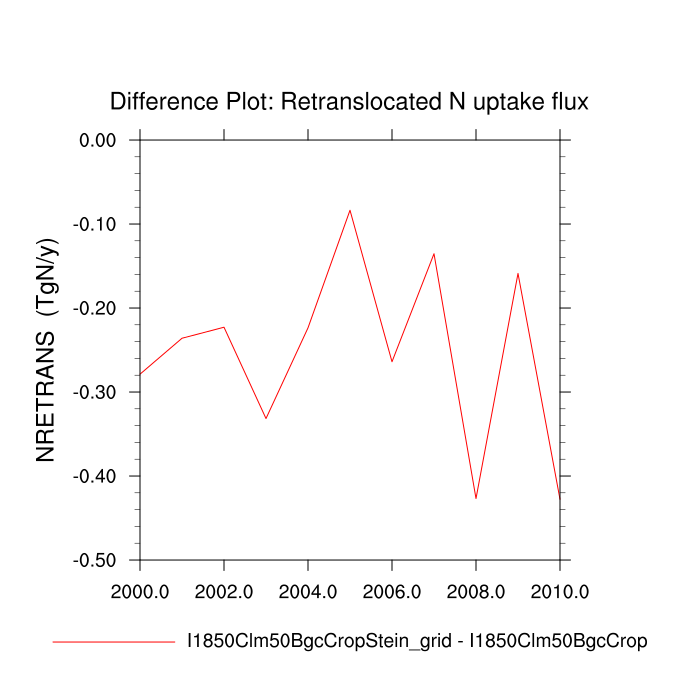 Difference Plot: Retranslocated N uptake flux
NRETRANS (TgN/y)
0.00
-0.10
-0.20
-0.30
-0.40
-0.50
2000.0 2002.0 2004.0 2006.0 2008.0 2010.0
I1850Clm50BgcCropStein_grid - I1850Clm50BgcCrop